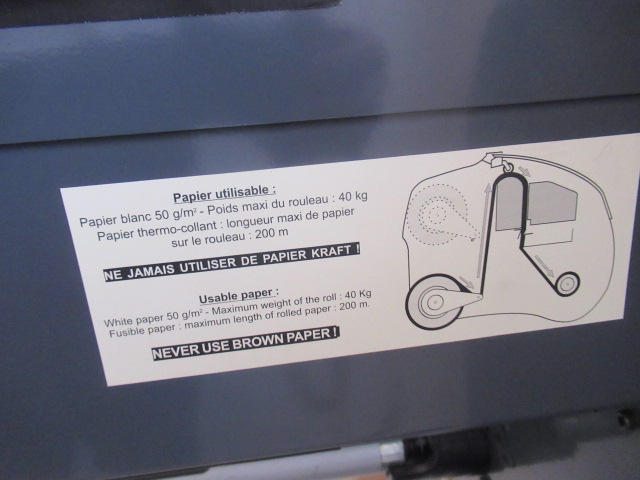 Papier utilisable :
Papier blanc 50 g/m² - Poids maxi du rouleau : 40 kg
Papier thermo-collant : longueur maxi de papier
sur le rouleau : 200 m
NE JAMAIS UTILISER DE PAPIER KRAFT !
Usable paper :
White paper 50 g/m² - Maximum weight of the roll : 40 Kg
Fusible paper : maximum length of rolled paper : 200 m.
NEVER USE BROWN PAPER !